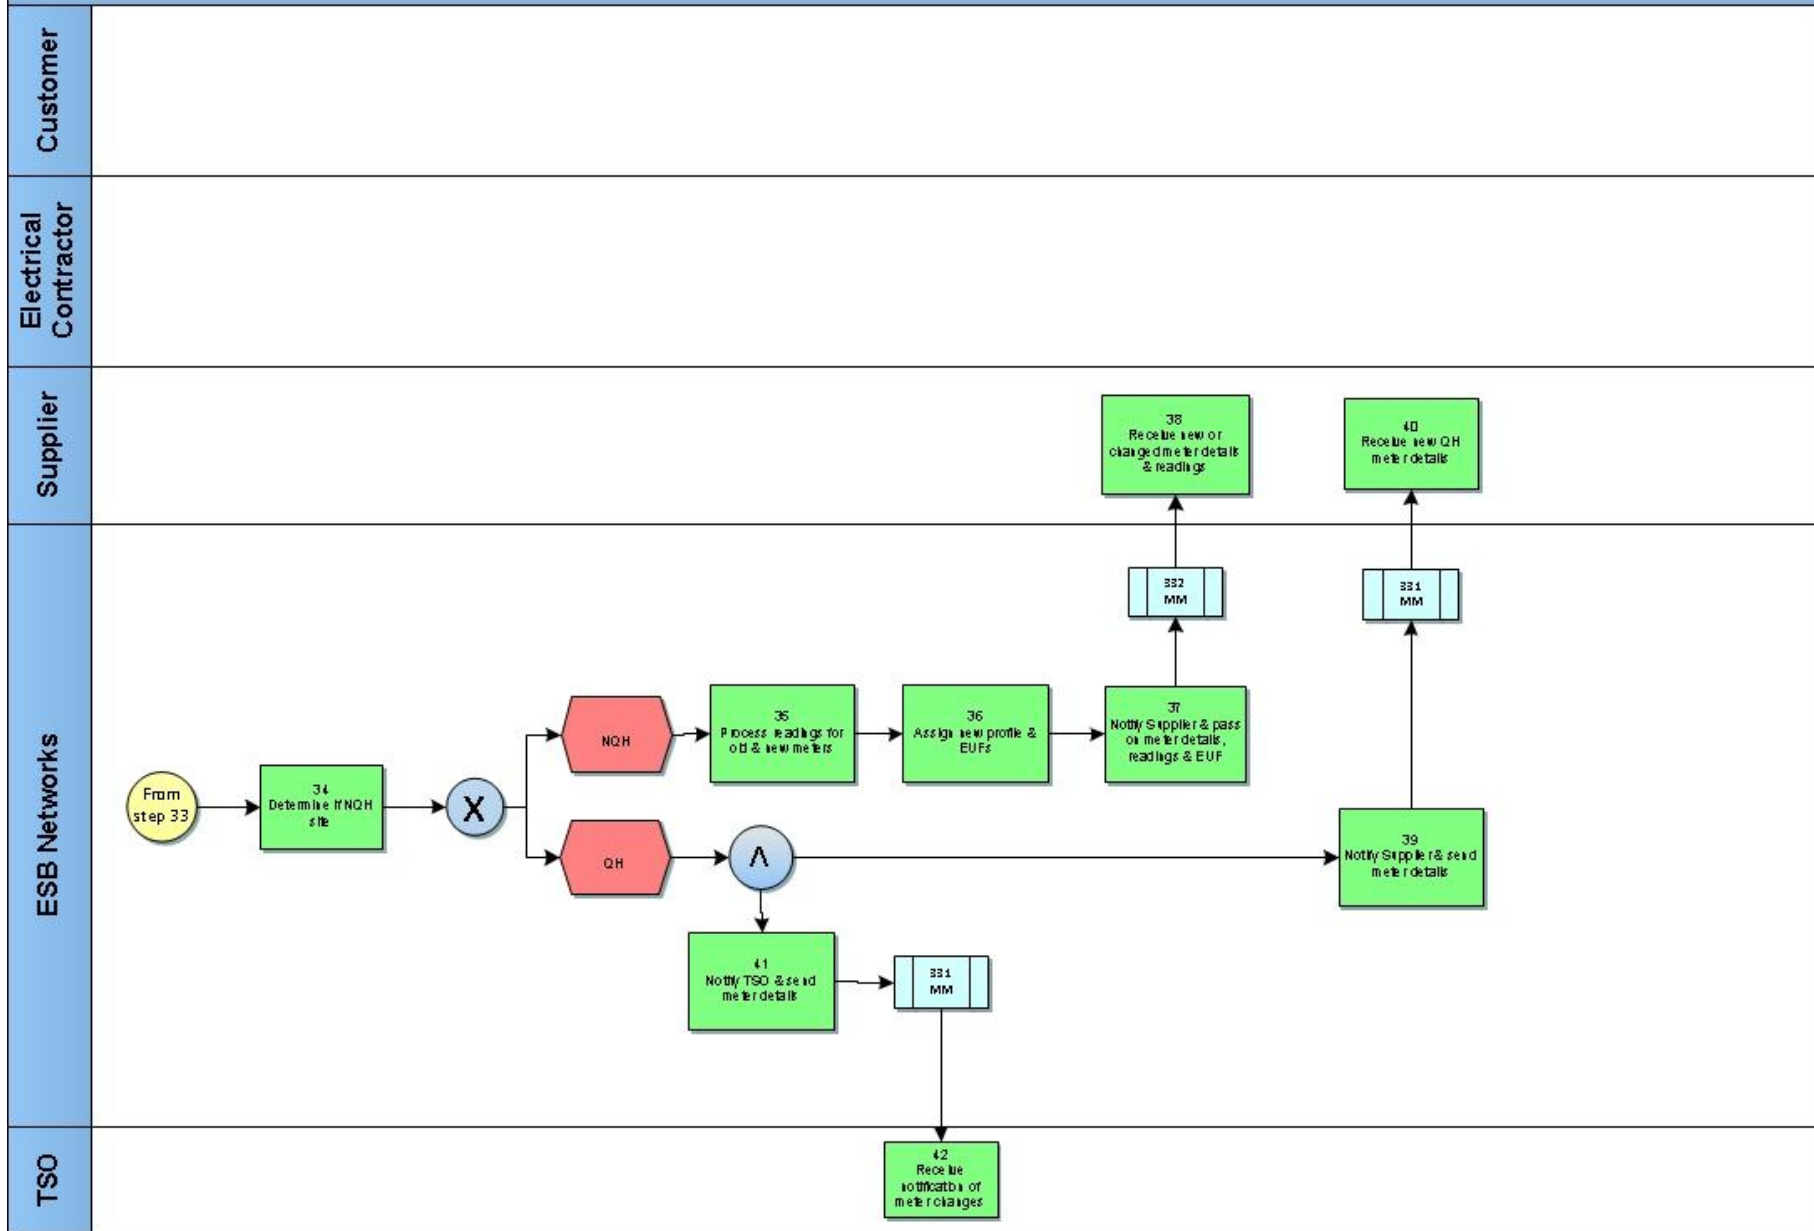 Customer
Electrical
Contractor
Supplier
38
Receive new or
changed meter details
& readings
40
Receive new QH
meter details
ESB Networks
332
MM
331
MM
From
step 33
34
Determine if NQH
site
X
NQH
35
Process readings for
old & new meters
36
Assign new profile &
EUFs
37
Notify Supplier & pass
on meter details,
readings & EUF
QH
Λ
39
Notify Supplier & send
meter details
41
Notify TSO & send
meter details
331
MM
TSO
42
Receive
notification of
meter changes